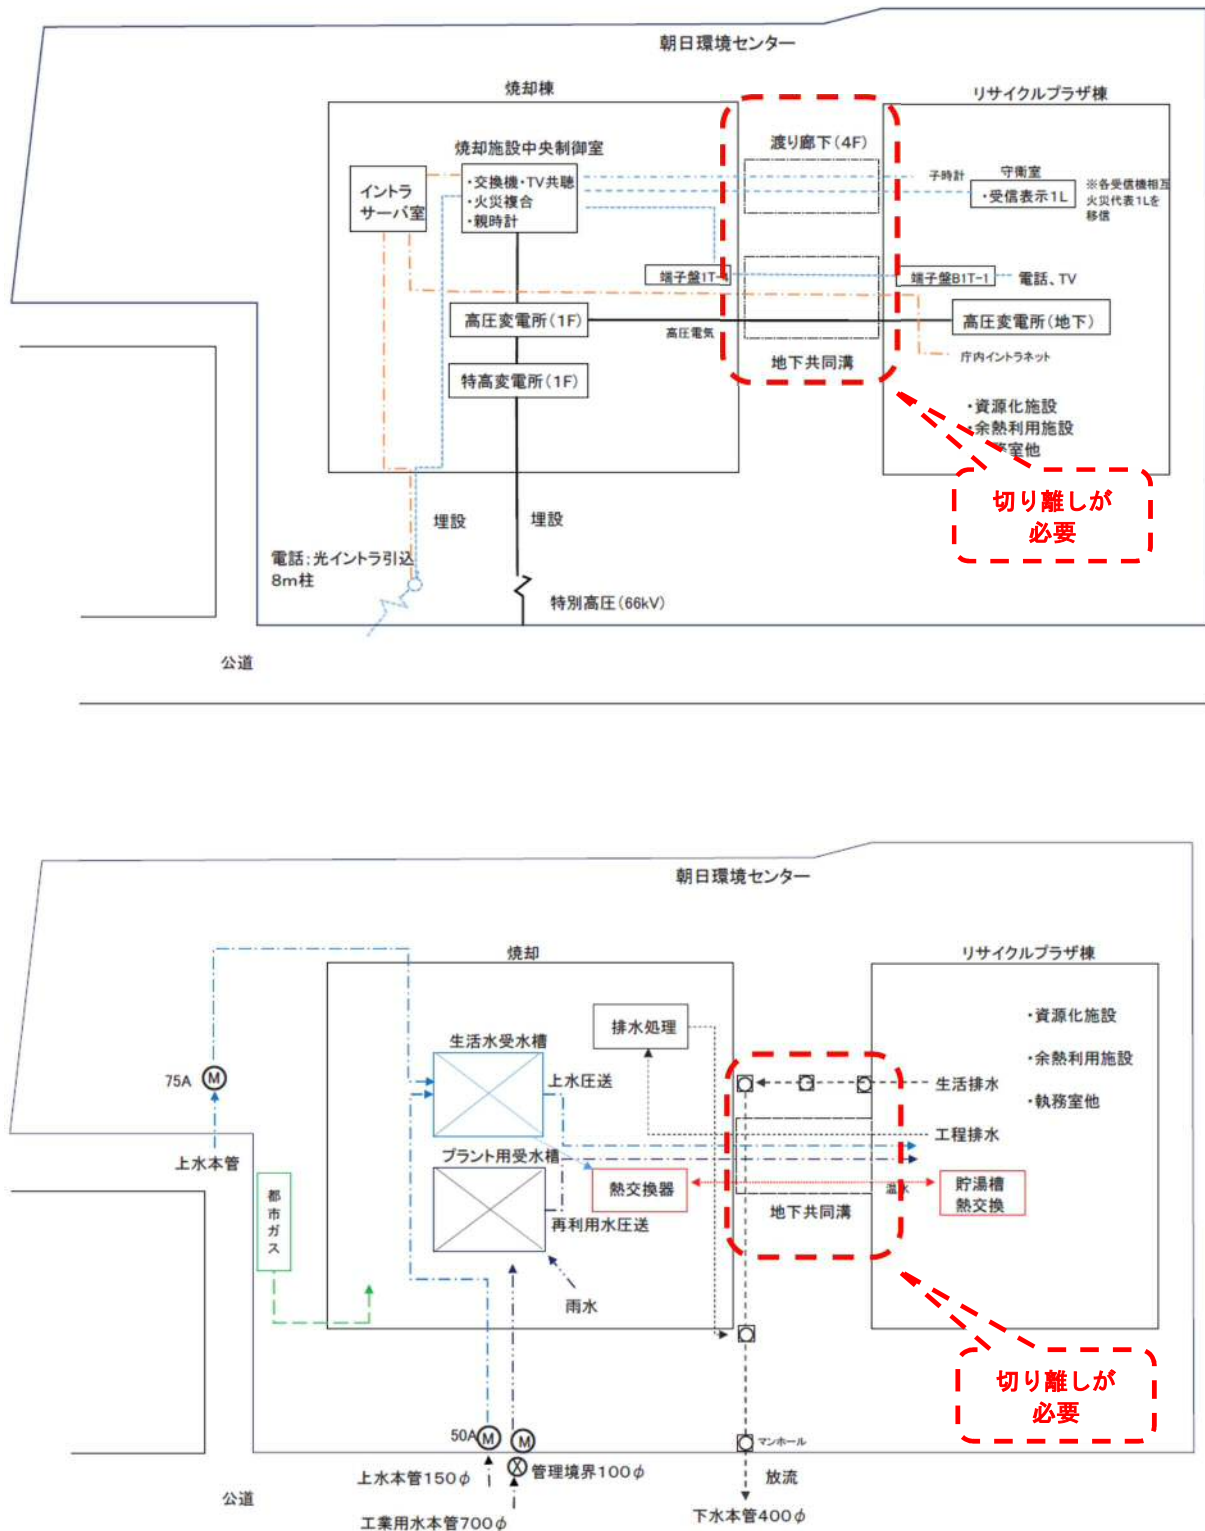 朝日環境センター
焼却棟
リサイクルプラザ棟
焼却施設中央制御室
イントラ
サーバ室
・交換機・TV共聴
・火災複合
・親時計
渡り廊下(4F)
子時計
守衛室
・受信表示1L
※各受信機相互
火災代表1Lを
移信
端子盤1T-
端子盤B1T-1
電話、TV
高圧変電所(1F)
高圧電気
高圧変電所(地下)
特高変電所(1F)
地下共同溝
庁内イントラネット
・資源化施設
・余熱利用施設
務室他
切り離しが
必要
埋設
埋設
電話;光イントラ引込
8m柱
特別高圧(66kV)
公道
朝日環境センター
焼却
リサイクルプラザ棟
生活水受水槽
排水処理
・資源化施設
・余熱利用施設
・執務室他
75A
M
上水圧送
生活排水
工程排水
上水本管
プラント用受水槽
熱交換器
温水
貯湯槽
熱交換
都市ガス
再利用水圧送
地下共同溝
雨水
切り離しが
必要
50A
M
M
マンホール
上水本管150φ
管理境界100φ
放流
公道
工業用水本管700φ
下水本管400φ